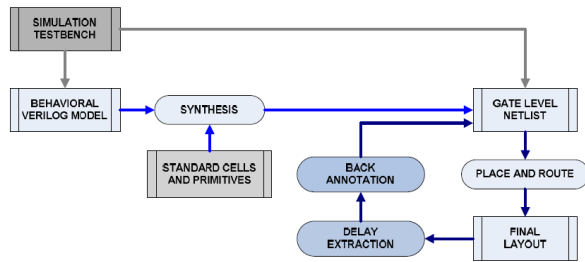 SIMULATION
TESTBENCH
BEHAVIORAL
VERILOG MODEL
SYNTHESIS
GATE LEVEL
NETLIST
STANDARD CELLS
AND PRIMITIVES
BACK
ANNOTATION
PLACE AND ROUTE
DELAY
EXTRACTION
FINAL
LAYOUT